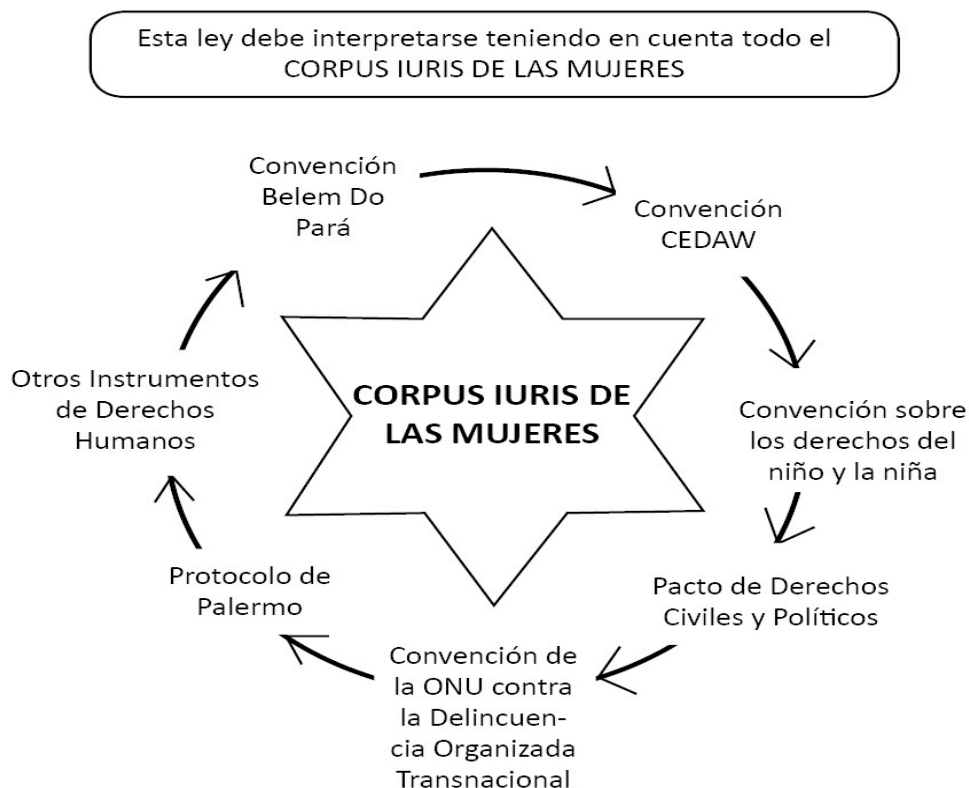 Esta ley debe interpretarse teniendo en cuenta todo el
CORPUS IURIS DE LAS MUJERES
Convención
Belem Do
Pará
Convención
CEDAW
Convención sobre
los derechos del
niño y la niña
Pacto de Derechos
Civiles y Políticos
Convención de
la ONU contra
la Delincuen-
cia Organizada
Transnacional
Protocolo de
Palermo
Otros Instrumentos
de Derechos
Humanos
CORPUS IURIS DE
LAS MUJERES